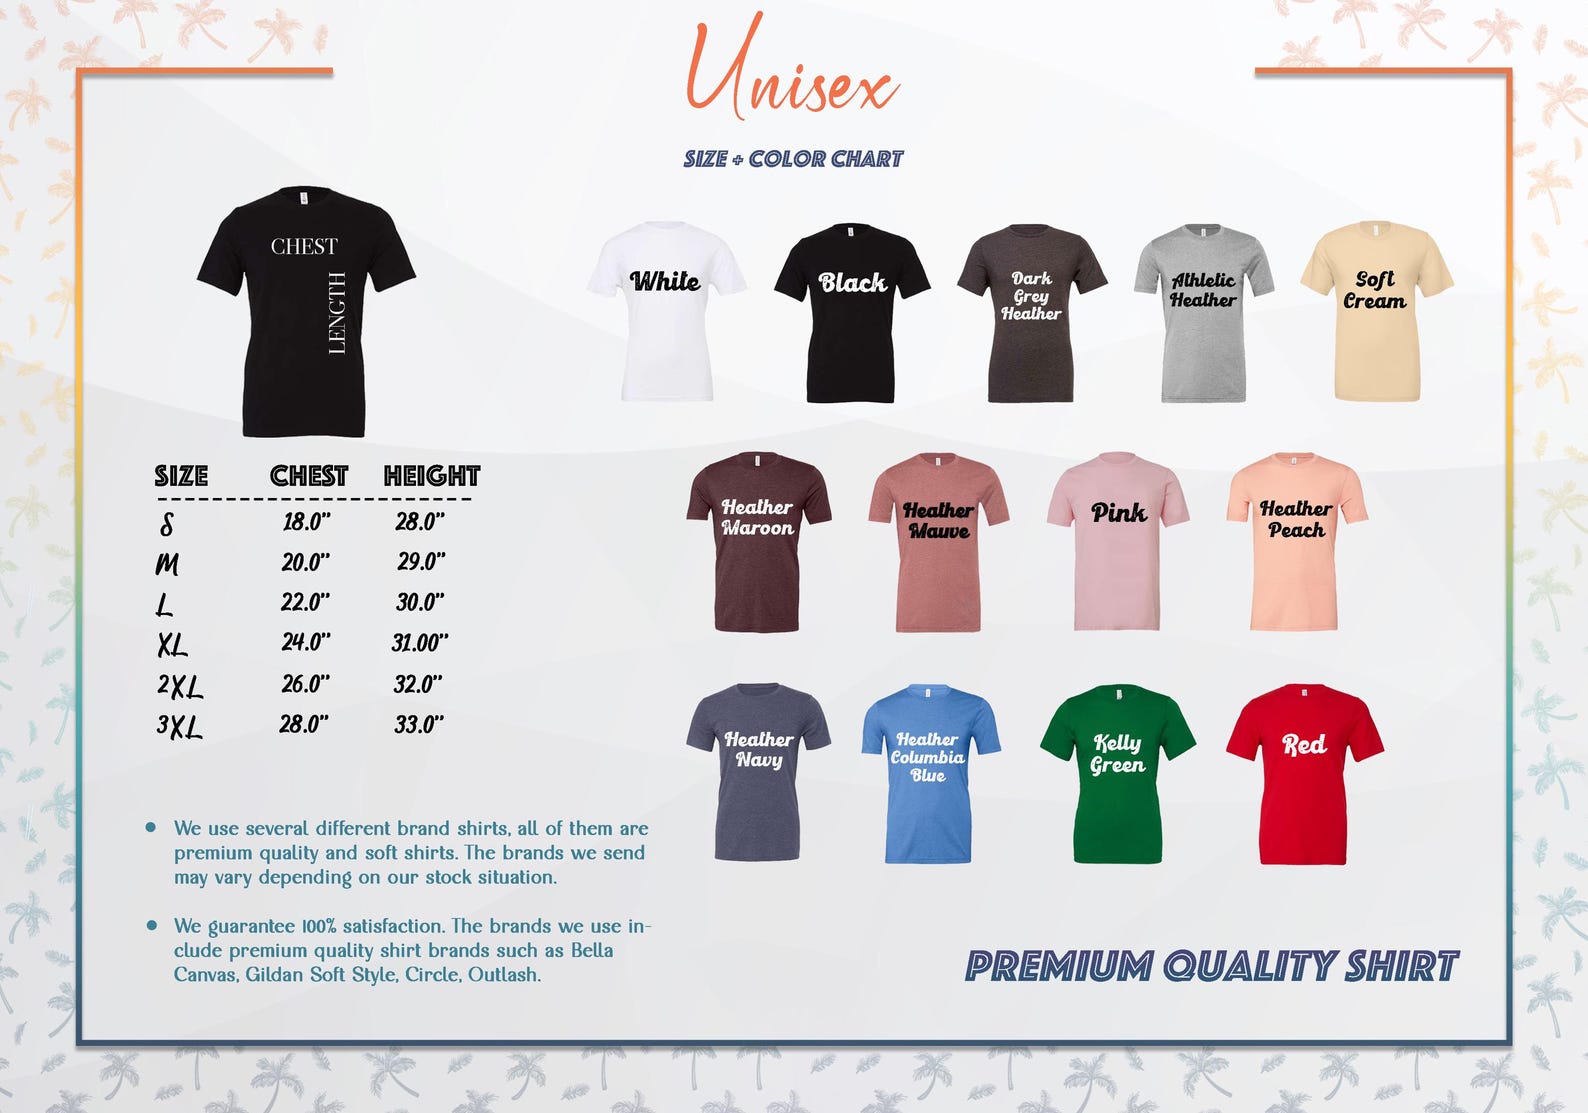 Unisex
SIZE + COLOR CHART
CHEST
LENGTH
SIZE CHEST HEIGHT
S 18.0" 28.0"
M 20.0" 29.0"
L 22.0" 30.0"
XL 24.0" 31.00"
2XL 26.0" 32.0"
3XL 28.0" 33.0"
We use several different brand shirts, all of them are
premium quality and soft shirts. The brands we send
may vary depending on our stock situation.
We guarantee 100% satisfaction. The brands we use in-
clude premium quality shirt brands such as Bella
Canvas, Gildan Soft Style, Circle, Outlash.
White
Black
Dark
Grey
Heather
Athletic
Heather
Soft
Cream
Heather
Maroon
Heather
Mauve
Pink
Heather
Peach
Heather
Navy
Heather
Columbia
Blue
Kelly
Green
Red
PREMIUM QUALITY SHIRT